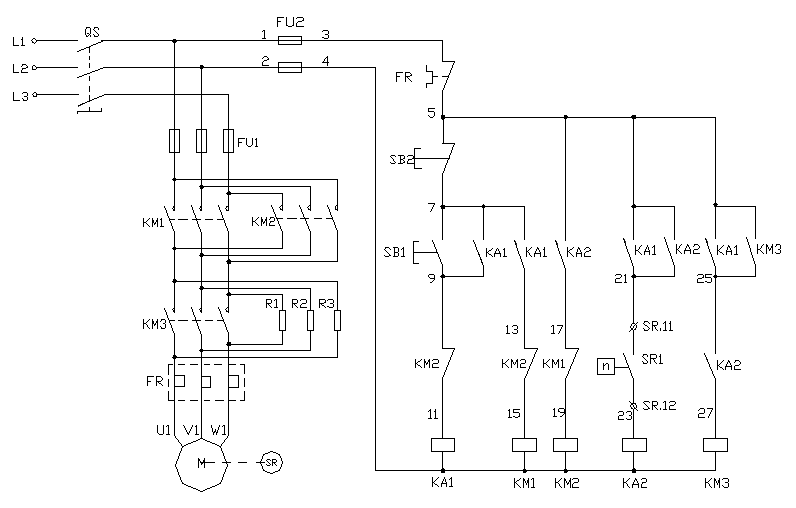 FU2
QS
L1 1 3
L2 2 4
FR
L3
5
FU1
SB2
7
KM1 KM2
SB1 KA1 KA1 KA2 KA1 KA2 KA1 KM3
9 21 25
R1 R2 R3
KM3 13 17 SR.11
KM2 KM2 KM1 n SR1 KA2
FR
SR.12
11 15 19 23 27
U1 V1 W1
M SR
KA1 KM1 KM2 KA2 KM3